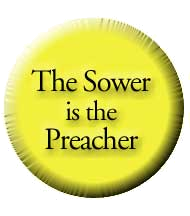 The Sower
is the
Preacher